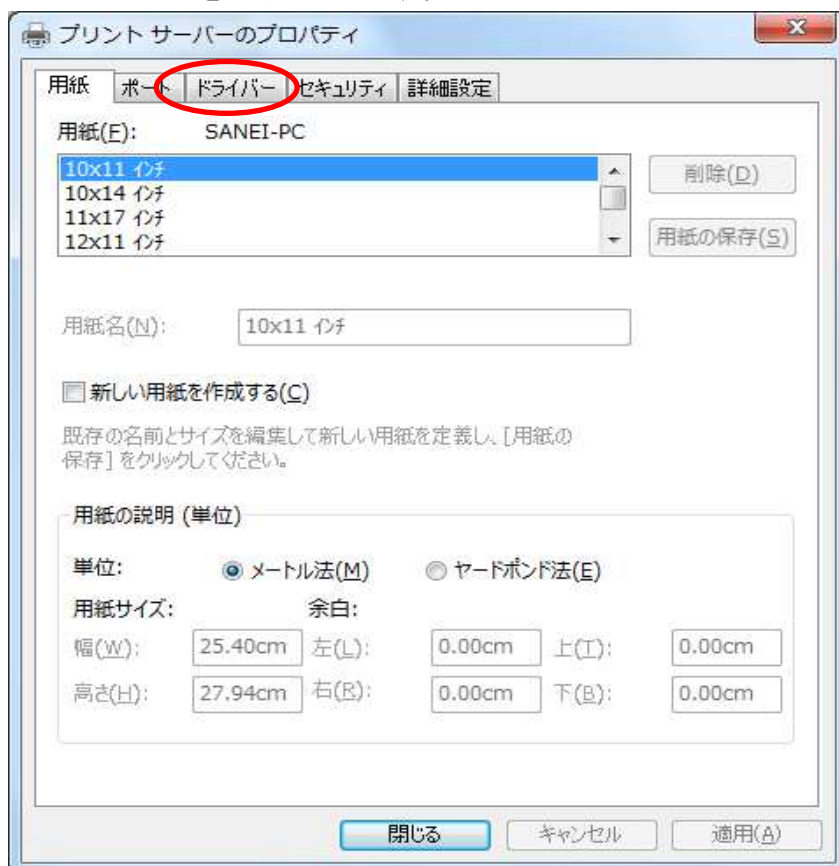 プリント サーバーのプロパティ
用紙 ポート ドライバー セキュリティ 詳細設定
用紙(F): SANEI-PC
10x11 インチ
10x14 インチ
11x17 インチ
12x11 インチ
削除(D)
用紙の保存(S)
用紙名(N): 10x11 インチ
新しい用紙を作成する(C)
既存の名前とサイズを編集して新しい用紙を定義し、[用紙の
保存] をクリックしてください。
用紙の説明 (単位)
単位: メートル法(M) ヤードポンド法(E)
用紙サイズ: 余白:
幅(W): 25.40cm 左(L): 0.00cm 上(T): 0.00cm
高さ(H): 27.94cm 右(R): 0.00cm 下(B): 0.00cm
閉じる キャンセル 適用(A)